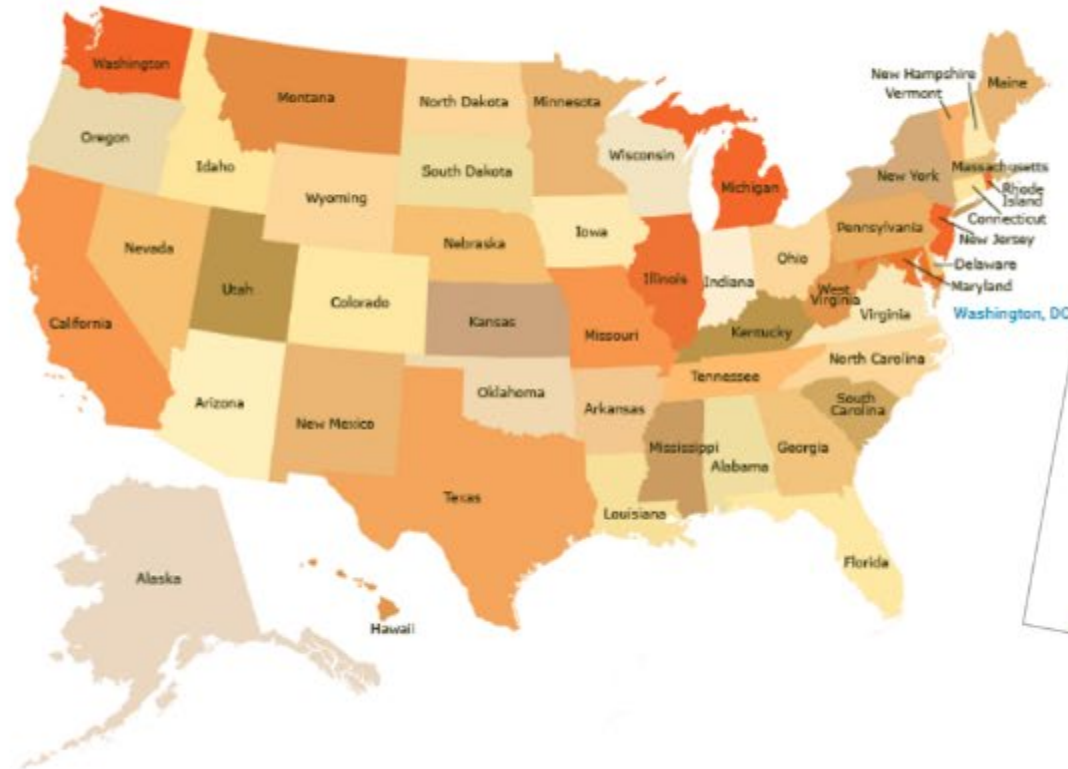 Washington
Montana
North Dakota
Minnesota
New Hampshire
Vermont
Maine
Oregon
Idaho
South Dakota
Wisconsin
Michigan
New York
Massachusetts
Rhode
Island
Connecticut
Wyoming
Iowa
Pennsylvania
New Jersey
Nevada
Nebraska
Ohio
Delaware
Utah
Colorado
Illinois
Indiana
West
Virginia
Maryland
Virginia
Washington, DC
California
Kansas
Missouri
Kentucky
North Carolina
Tennessee
Arizona
New Mexico
Oklahoma
Arkansas
South
Carolina
Mississippi
Alabama
Georgia
Texas
Louisiana
Florida
Alaska
Hawaii